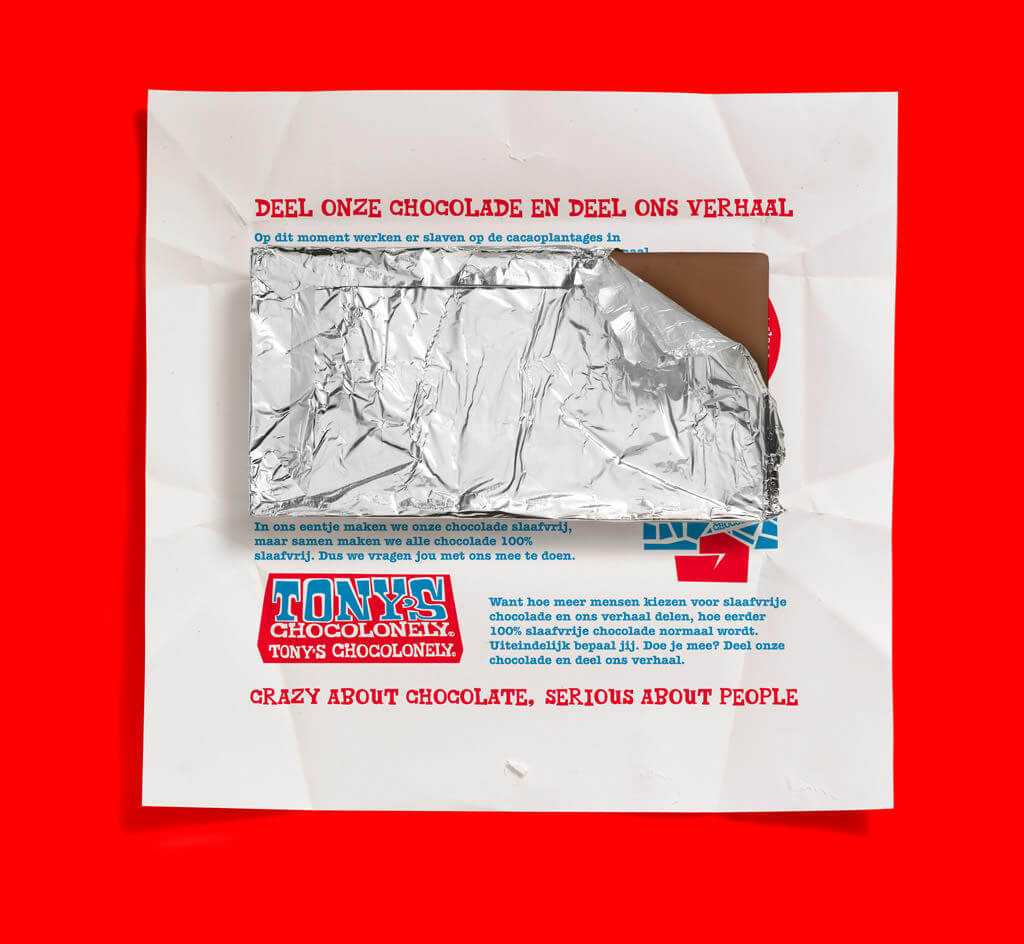 DEEL ONZE CHOCOLADE EN DEEL ONS VERHAAL
Op dit moment werken er slaven op de cacaoplantages in
In ons eentje maken we onze chocolade slaafvrij,
maar samen maken we alle chocolade 100%
slaafvrij. Dus we vragen jou met ons mee te doen.
TONY'S
CHOCOLONELY®
TONY'S CHOCOLONELY®
Want hoe meer mensen kiezen voor slaafvrije
chocolade en ons verhaal delen, hoe eerder
100% slaafvrije chocolade normaal wordt.
Uiteindelijk bepaal jij. Doe je mee? Deel onze
chocolade en deel ons verhaal.
CRAZY ABOUT CHOCOLATE, SERIOUS ABOUT PEOPLE